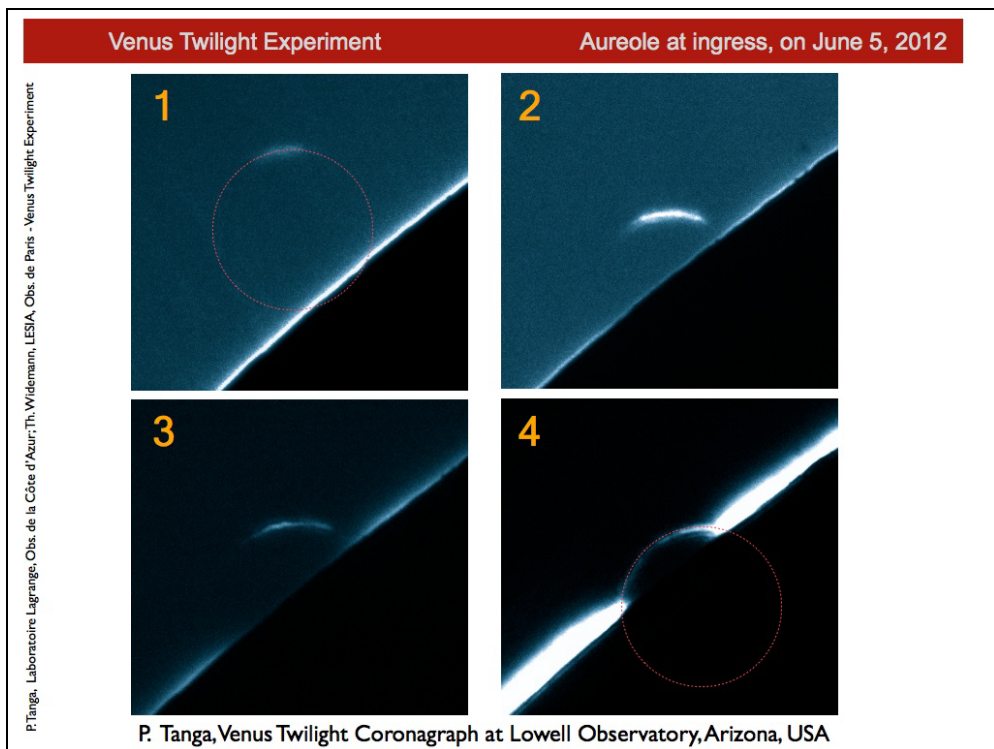 Venus Twilight Experiment
Aureole at ingress, on June 5, 2012
P. Tanga, Laboratoire Lagrange, Obs. de la Côte d'Azur; Th. Widemann, LESIA, Obs. de Paris - Venus Twilight Experiment
1
2
3
4
P. Tanga, Venus Twilight Coronagraph at Lowell Observatory, Arizona, USA